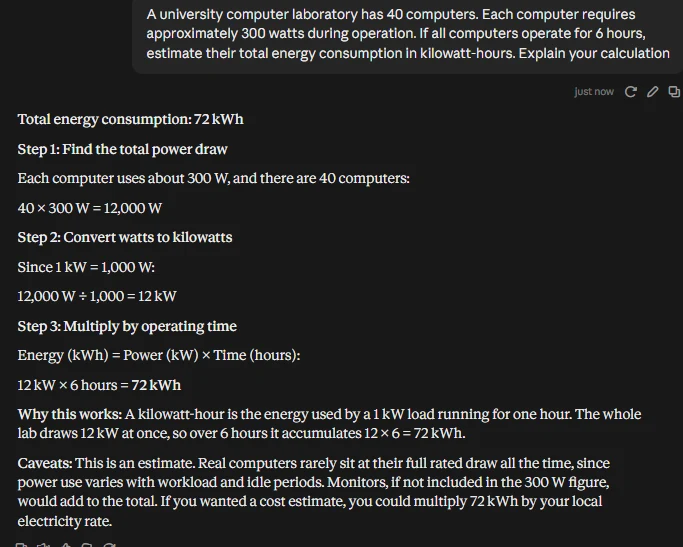 A university computer laboratory has 40 computers. Each computer requires
approximately 300 watts during operation. If all computers operate for 6 hours,
estimate their total energy consumption in kilowatt-hours. Explain your calculation
just now
Total energy consumption: 72 kWh
Step 1: Find the total power draw
Each computer uses about 300 W, and there are 40 computers:
40 × 300 W = 12,000 W
Step 2: Convert watts to kilowatts
Since 1 kW = 1,000 W:
12,000 W ÷ 1,000 = 12 kW
Step 3: Multiply by operating time
Energy (kWh) = Power (kW) × Time (hours):
12 kW × 6 hours = 72 kWh
Why this works: A kilowatt-hour is the energy used by a 1 kW load running for one hour. The whole
lab draws 12 kW at once, so over 6 hours it accumulates 12 × 6 = 72 kWh.
Caveats: This is an estimate. Real computers rarely sit at their full rated draw all the time, since
power use varies with workload and idle periods. Monitors, if not included in the 300 W figure,
would add to the total. If you wanted a cost estimate, you could multiply 72 kWh by your local
electricity rate.